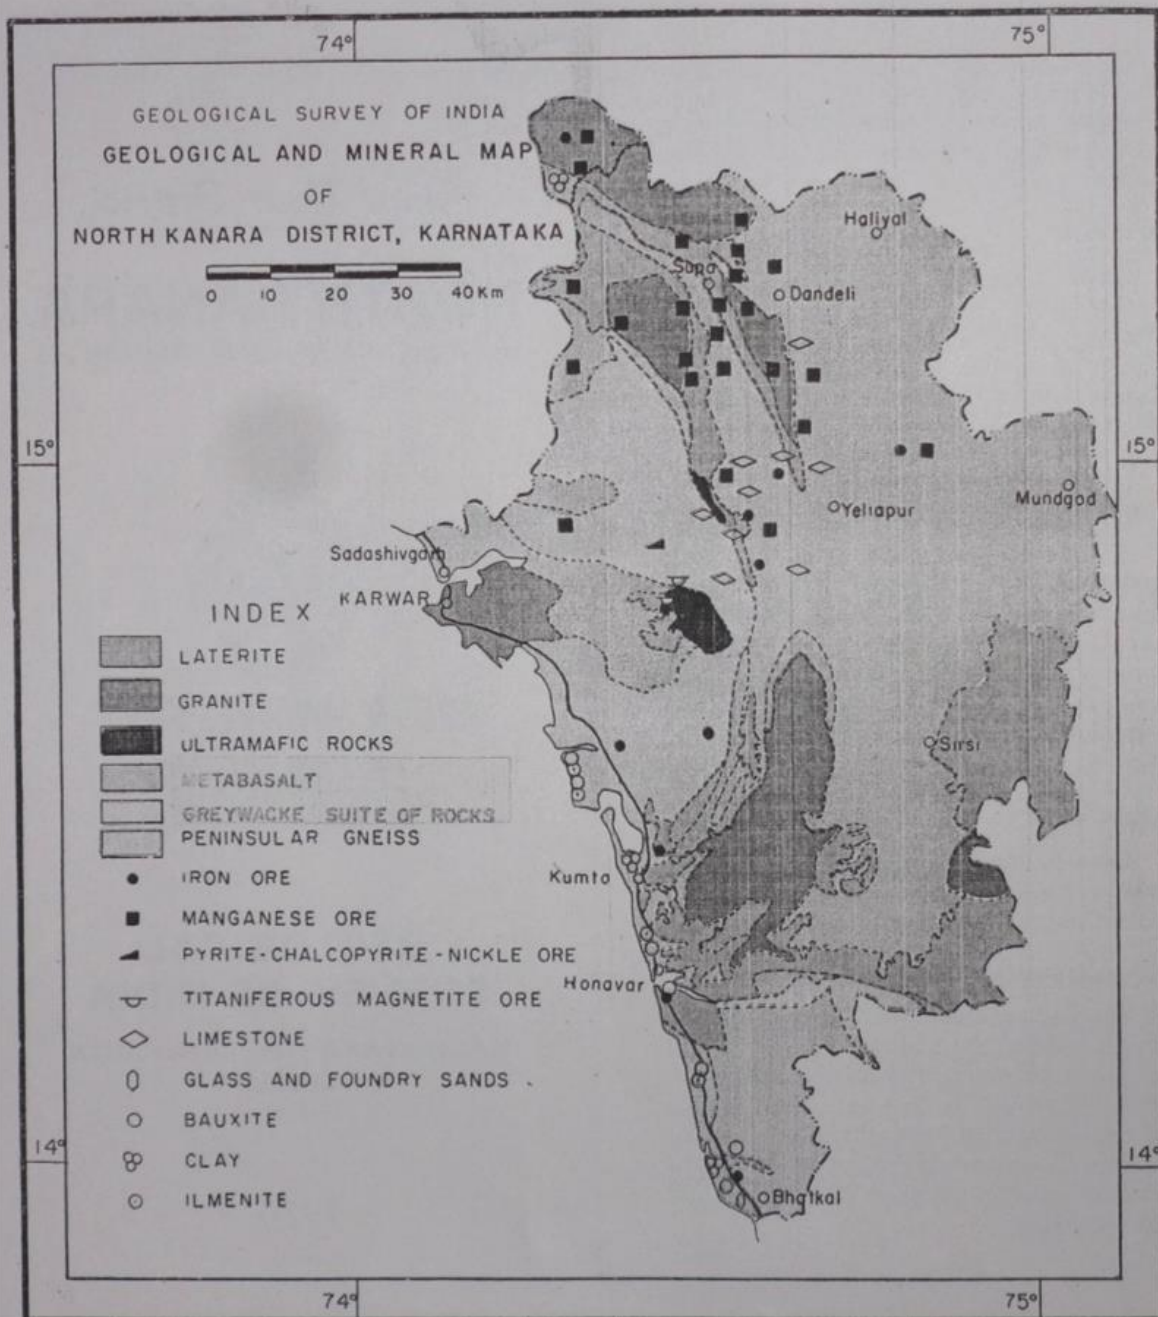 74°
75°
GEOLOGICAL SURVEY OF INDIA
GEOLOGICAL AND MINERAL MAP
OF
NORTH KANARA DISTRICT, KARNATAKA
0 10 20 30 40 Km
Haliyal
Supa
Dandeli
15°
15°
Mundgod
Yellapur
Sadashivgarh
KARWAR
INDEX
LATERITE
GRANITE
ULTRAMAFIC ROCKS
METABASALT
GREYWACKE SUITE OF ROCKS
PENINSULAR GNEISS
IRON ORE
MANGANESE ORE
PYRITE-CHALCOPYRITE-NICKLE ORE
TITANIFEROUS MAGNETITE ORE
LIMESTONE
GLASS AND FOUNDRY SANDS
BAUXITE
CLAY
ILMENITE
Sirsi
Kumta
Honavar
14°
14°
Bhatkal
74°
75°